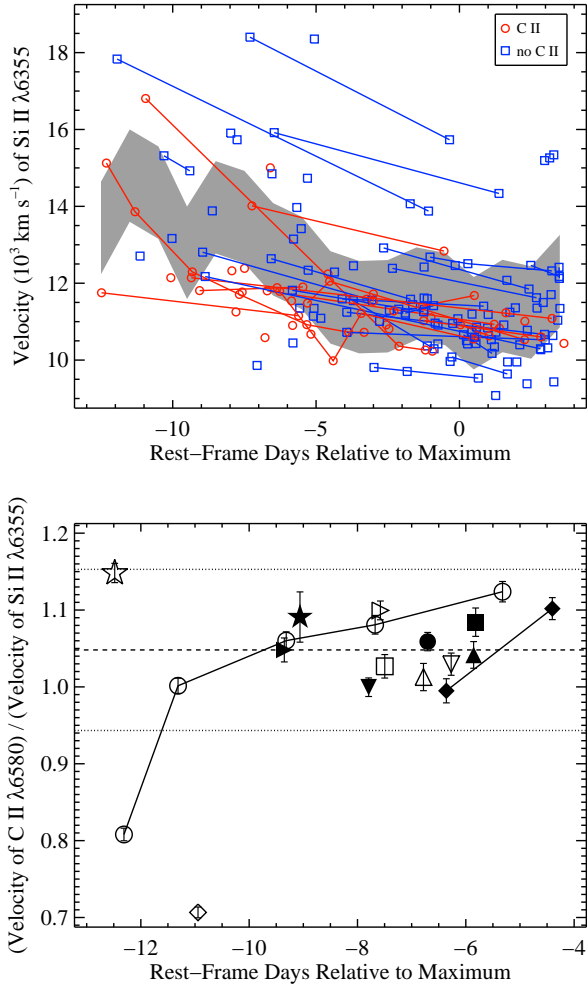 18
16
14
12
10
Velocity (10³ km s⁻¹) of Si II λ6355
C II
no C II
−10 −5 0
Rest−Frame Days Relative to Maximum
1.2
1.1
1.0
0.9
0.8
0.7
(Velocity of C II λ6580) / (Velocity of Si II λ6355)
−12 −10 −8 −6 −4
Rest−Frame Days Relative to Maximum